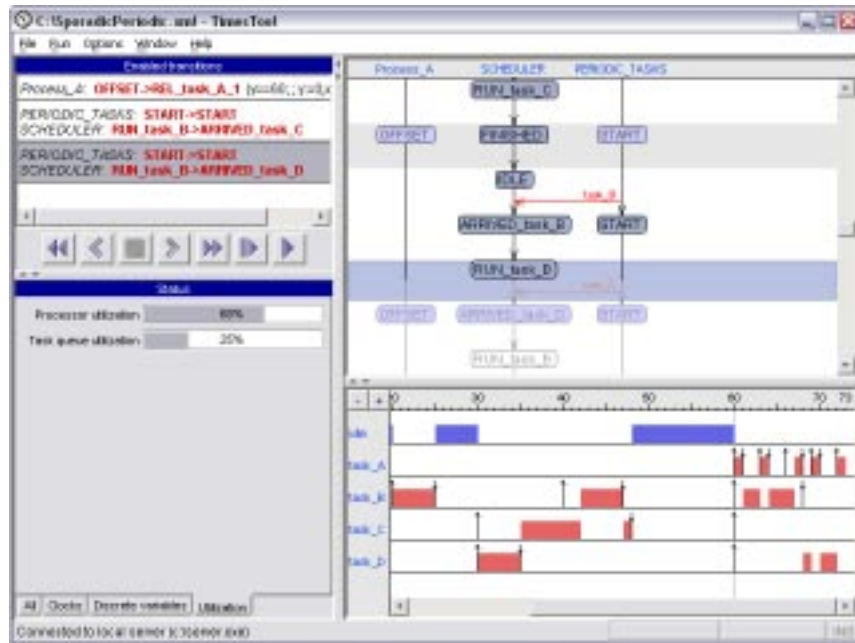 C:\SporadicPeriodic.xml - TimesTool
File Run Options Window Help
Enabled transitions
Process_A: OFFSET->REL_task_A_1
PERIODIC_TASKS: START->START
SCHEDULER: RUN_task_B->ARRIVED_task_C
PERIODIC_TASKS: START->START
SCHEDULER: RUN_task_B->ARRIVED_task_D
Status
Processor utilization
Task queue utilization 25%
All Clocks Discrete variables Utilization
Connected to local server
Process_A SCHEDULER PERIODIC_TASKS
RUN_task_C
OFFSET FINISHED START
IDLE
task_B
ARRIVED_task_B START
RUN_task_D
OFFSET ARRIVED_task_D START
RUN_task_B
- + 30 40 50 60 70 73
idle
task_A
task_B
task_C
task_D